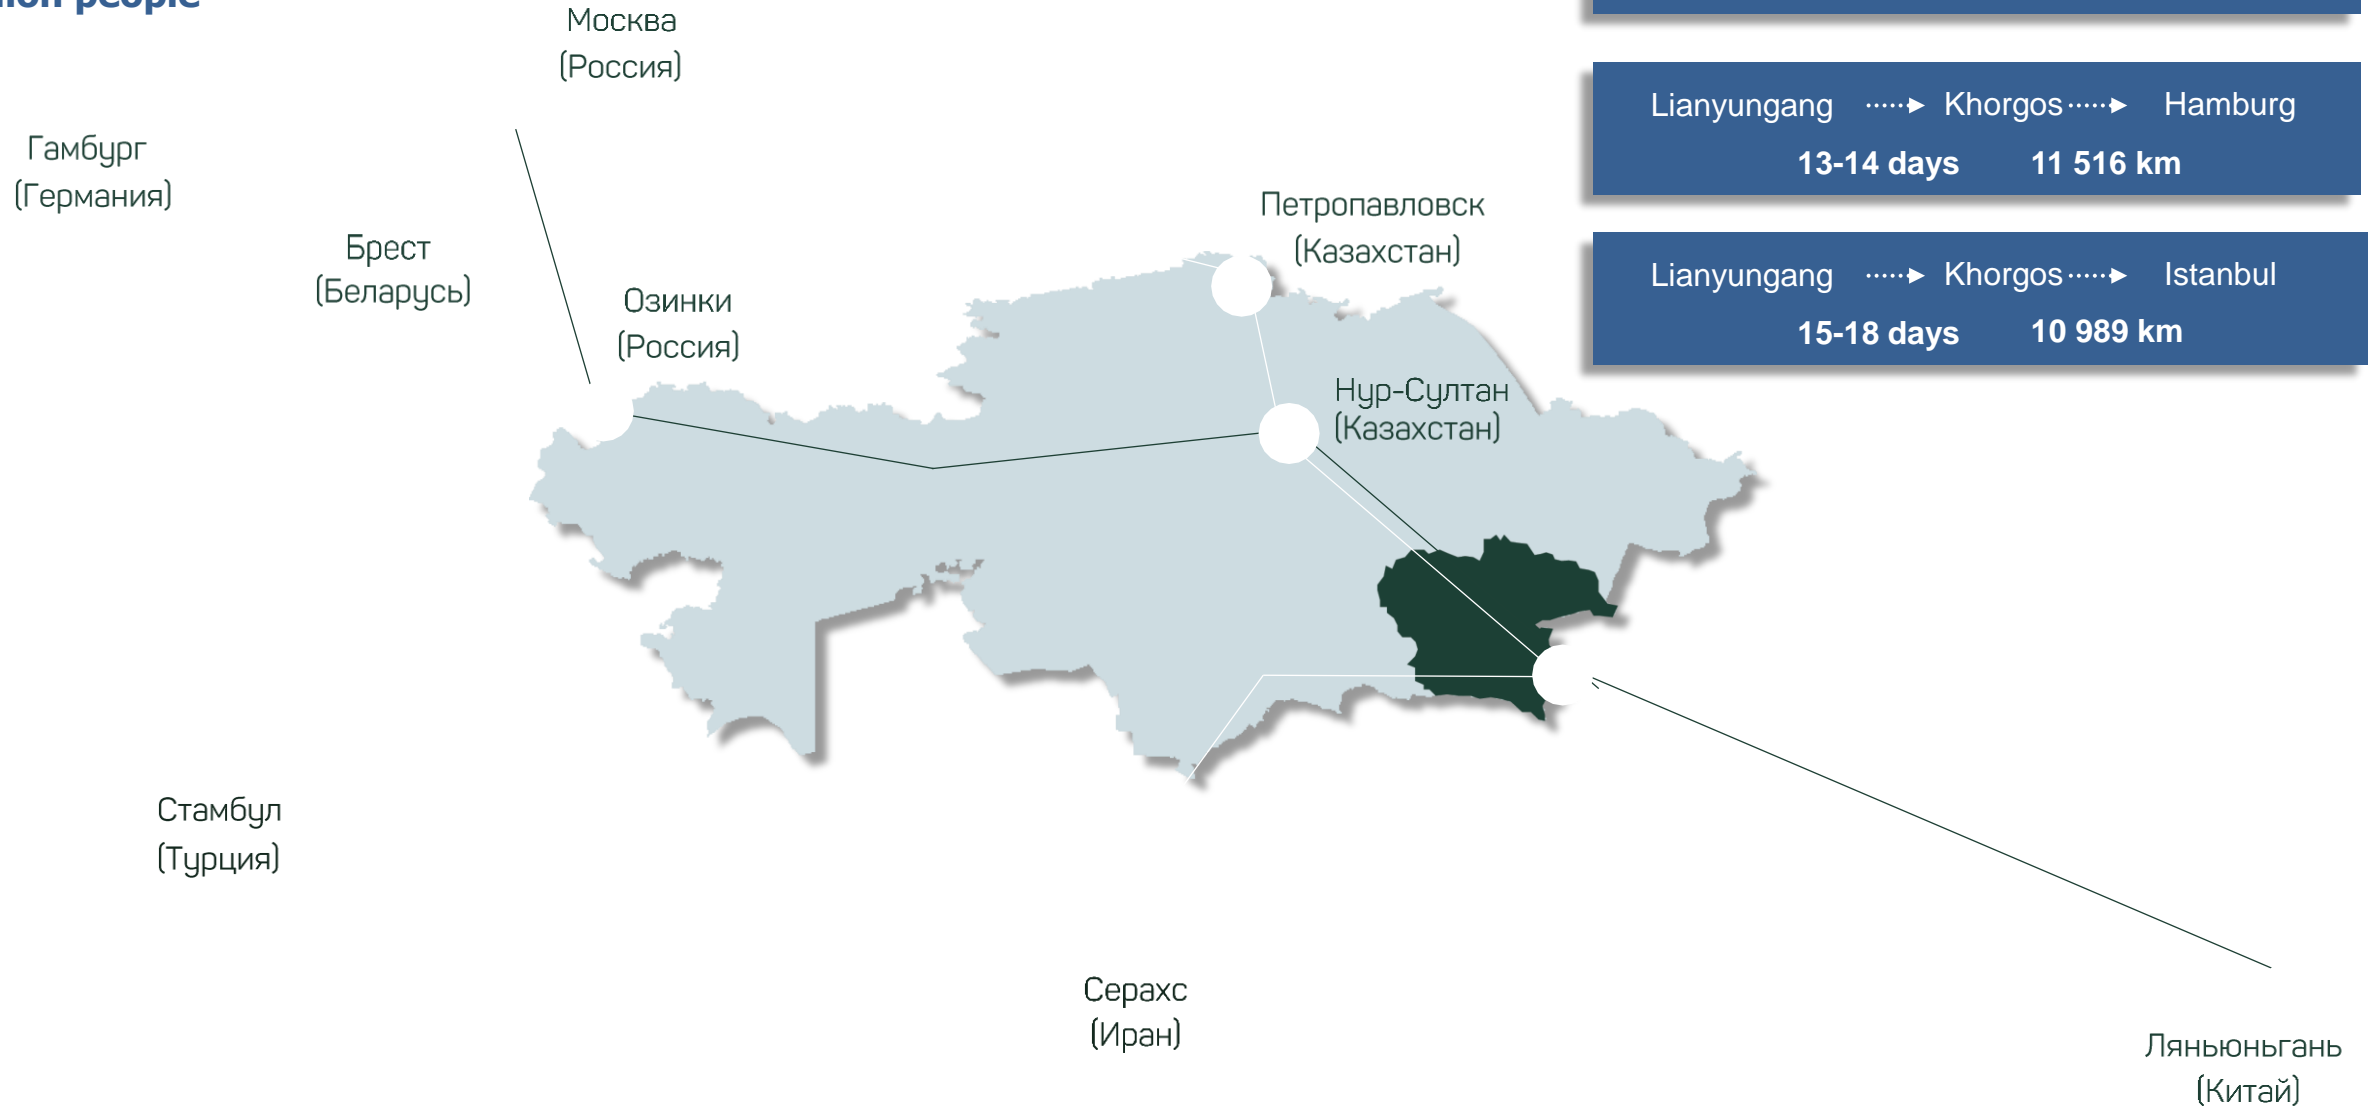 people
Москва
(Россия)
Lianyungang Khorgos Hamburg
13-14 days 11 516 km
Гамбург
(Германия)
Петропавловск
(Казахстан)
Брест
(Беларусь)
Lianyungang Khorgos Istanbul
15-18 days 10 989 km
Озинки
(Россия)
Нур-Султан
(Казахстан)
Стамбул
(Турция)
Серахс
(Иран)
Ляньюньгань
(Китай)